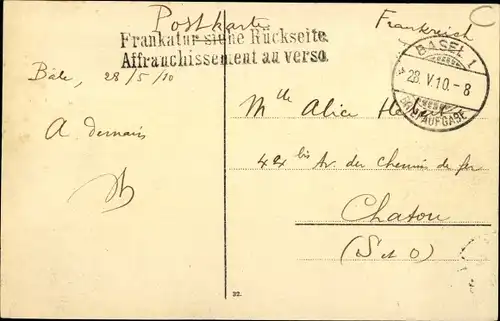 Postkarte
Frankreich
Frankatur siehe Rückseite.
Affranchissement au verso.
BASEL 1
28.V.10.-8
BRIEFAUFGABE
Bâle, 28/5/10
A demain
Mlle Alice
bis Av. du Chemin de fer
Chatou
(S et O)
32.